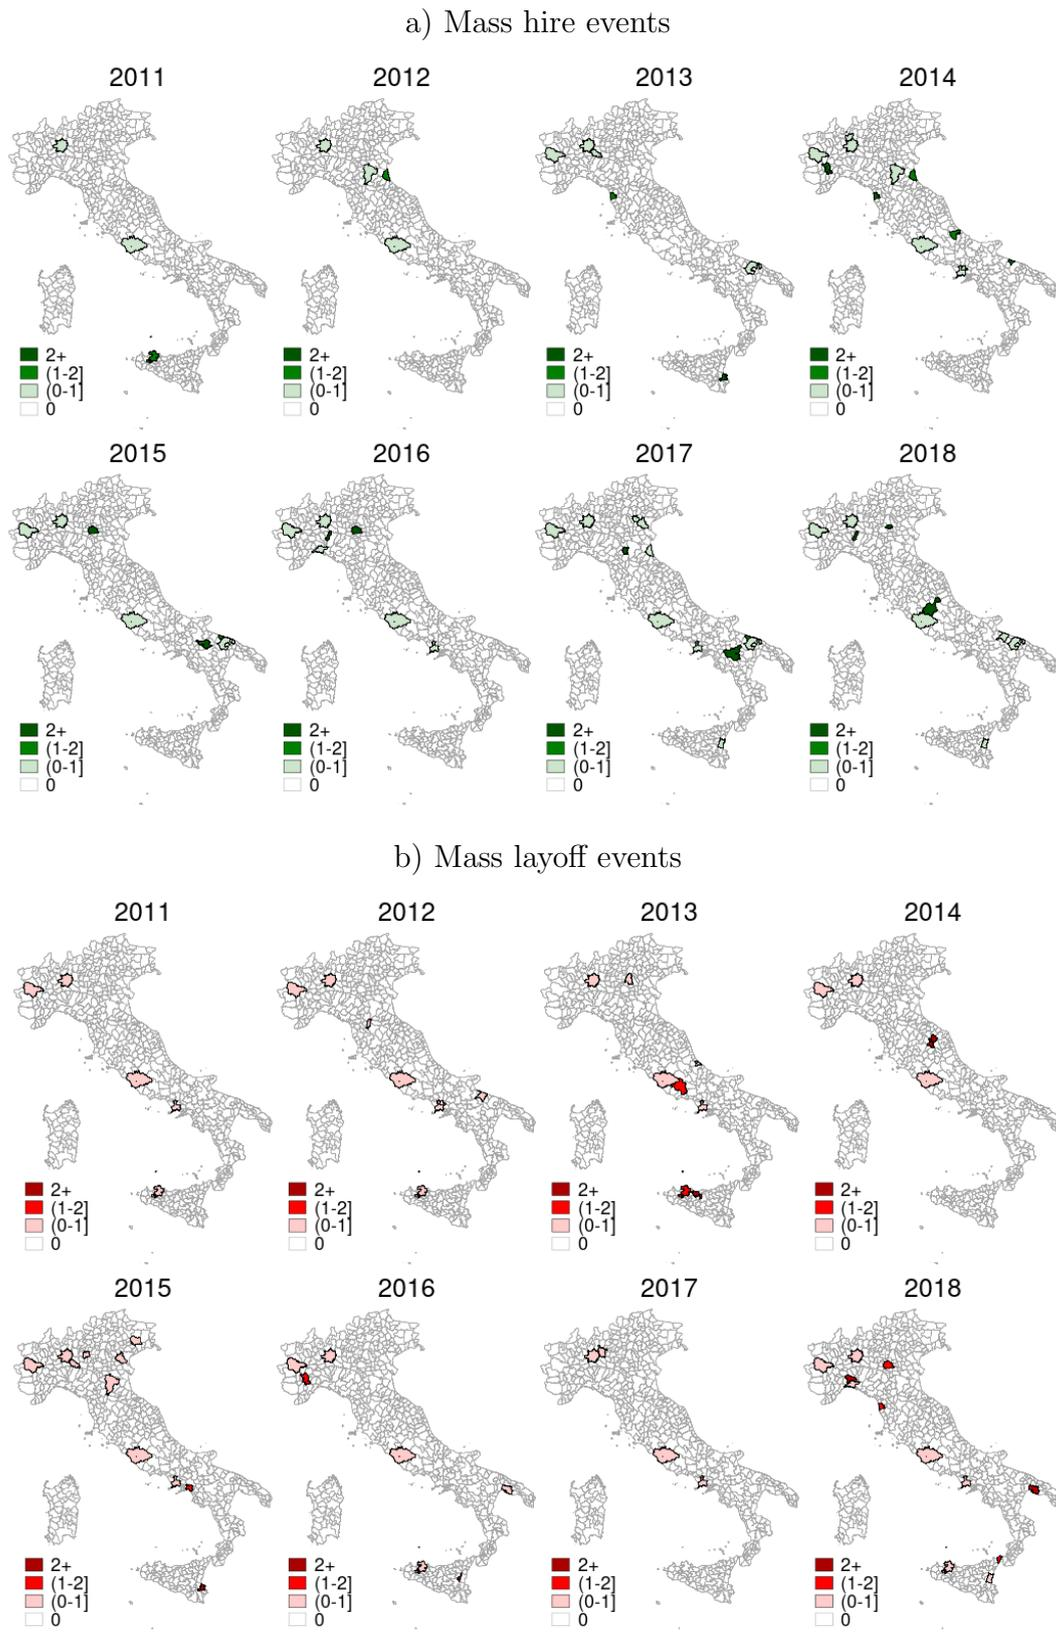 a) Mass hire events
2011 2012 2013 2014
2+ 2+ 2+ 2+
(1-2] (1-2] (1-2] (1-2]
(0-1] (0-1] (0-1] (0-1]
0 0 0 0
2015 2016 2017 2018
2+ 2+ 2+ 2+
(1-2] (1-2] (1-2] (1-2]
(0-1] (0-1] (0-1] (0-1]
0 0 0 0
b) Mass layoff events
2011 2012 2013 2014
2+ 2+ 2+ 2+
(1-2] (1-2] (1-2] (1-2]
(0-1] (0-1] (0-1] (0-1]
0 0 0 0
2015 2016 2017 2018
2+ 2+ 2+ 2+
(1-2] (1-2] (1-2] (1-2]
(0-1] (0-1] (0-1] (0-1]
0 0 0 0